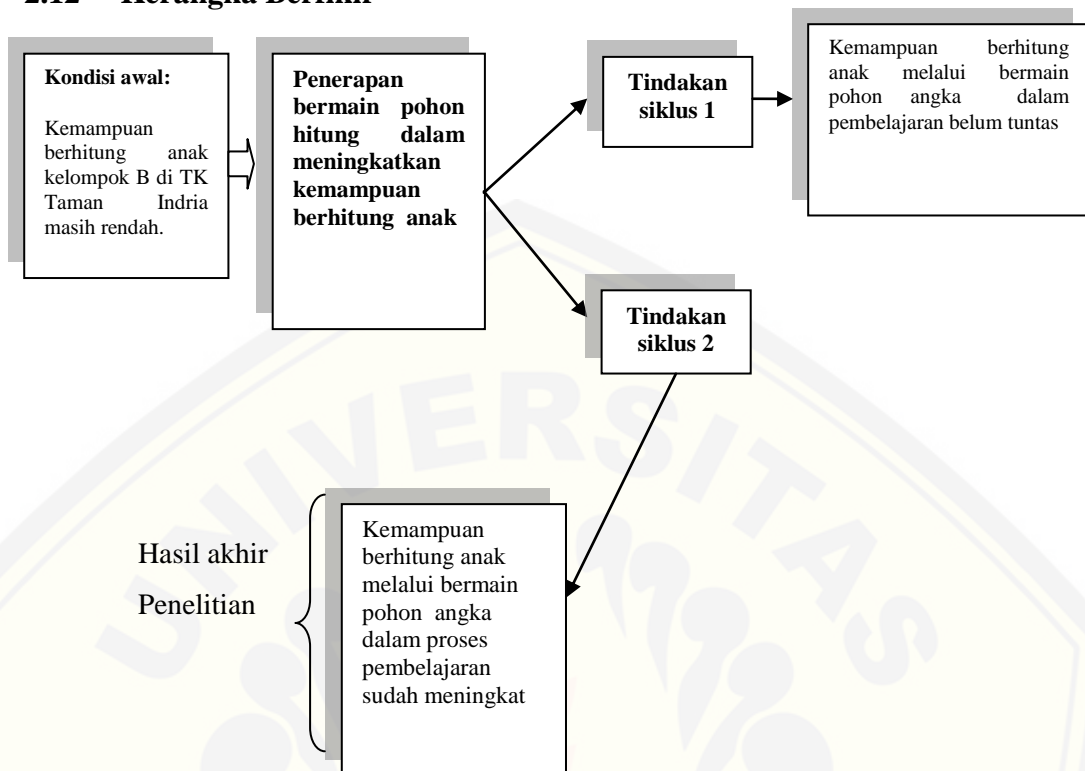 2.12 Kerangka Berfikir
Kondisi awal:
Kemampuan
berhitung anak
kelompok B di TK
Taman Indria
masih rendah.
Penerapan
bermain pohon
hitung dalam
meningkatkan
kemampuan
berhitung anak
Tindakan
siklus 1
Kemampuan berhitung
anak melalui bermain
pohon angka dalam
pembelajaran belum tuntas
Tindakan
siklus 2
Hasil akhir
Penelitian
Kemampuan
berhitung anak
melalui bermain
pohon angka
dalam proses
pembelajaran
sudah meningkat
UNIVERSITAS